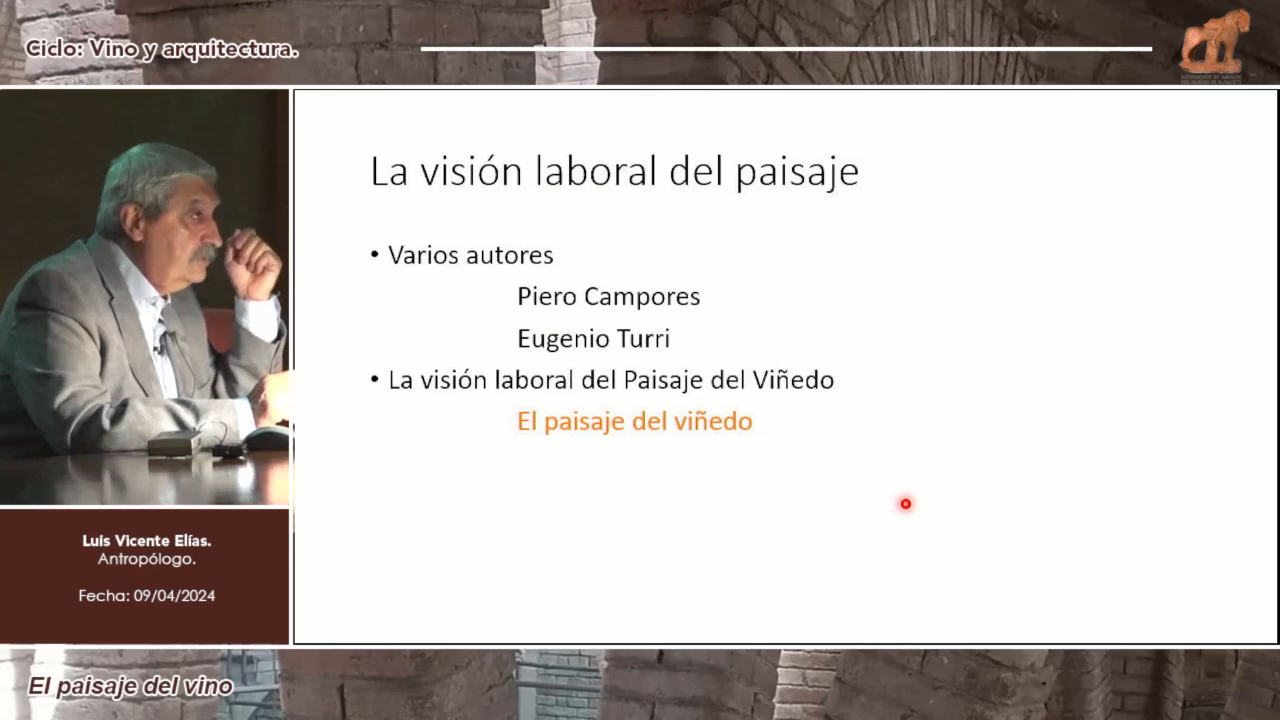 Ciclo: Vino y arquitectura.
La visión laboral del paisaje
• Varios autores
Piero Campores
Eugenio Turri
• La visión laboral del Paisaje del Viñedo
El paisaje del viñedo
Luis Vicente Elías.
Antropólogo.
Fecha: 09/04/2024
El paisaje del vino